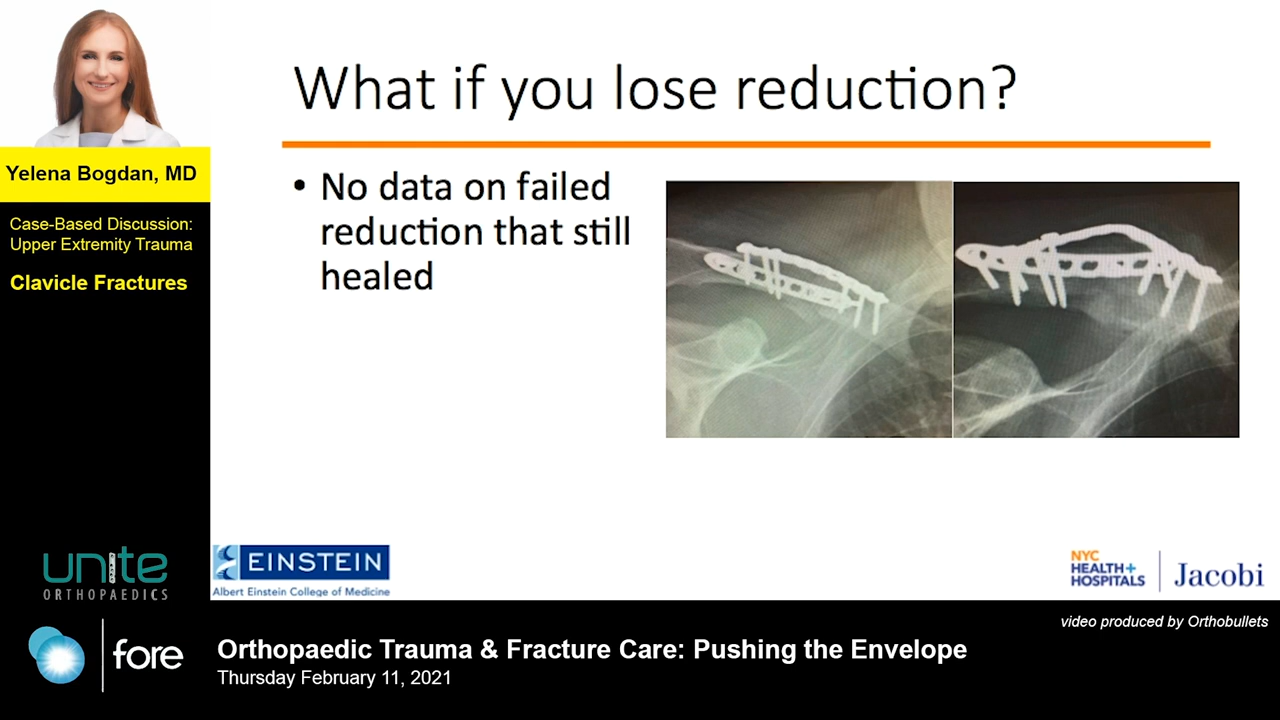 What if you lose reduction?
Yelena Bogdan, MD
Case-Based Discussion:
Upper Extremity Trauma
Clavicle Fractures
• No data on failed
reduction that still
healed
unite
ORTHOPAEDICS
EINSTEIN
Albert Einstein College of Medicine
NYC
HEALTH+
HOSPITALS
Jacobi
video produced by Orthobullets
fore
Orthopaedic Trauma & Fracture Care: Pushing the Envelope
Thursday February 11, 2021